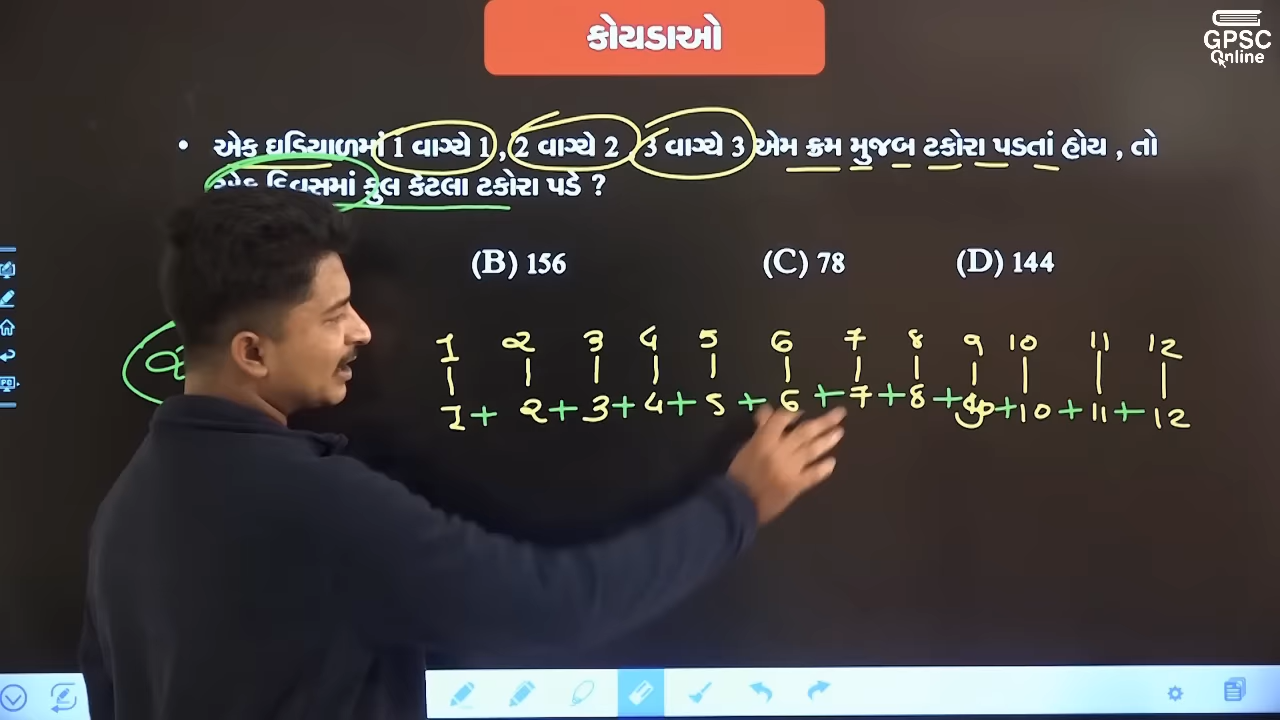 કોયડાઓ
GPSC
Online
• એક ઘડિયાળમાં 1 વાગ્યે 1 , 2 વાગ્યે 2 , 3 વાગ્યે 3 એમ ક્રમ મુજબ ટકોરા પડતાં હોય , તો
એક દિવસમાં કુલ કેટલા ટકોરા પડે ?
(B) 156 (C) 78 (D) 144
1 2 3 4 5 6 7 8 9 10 11 12
1 + 2 + 3 + 4 + 5 + 6 + 7 + 8 + 9 + 10 + 11 + 12